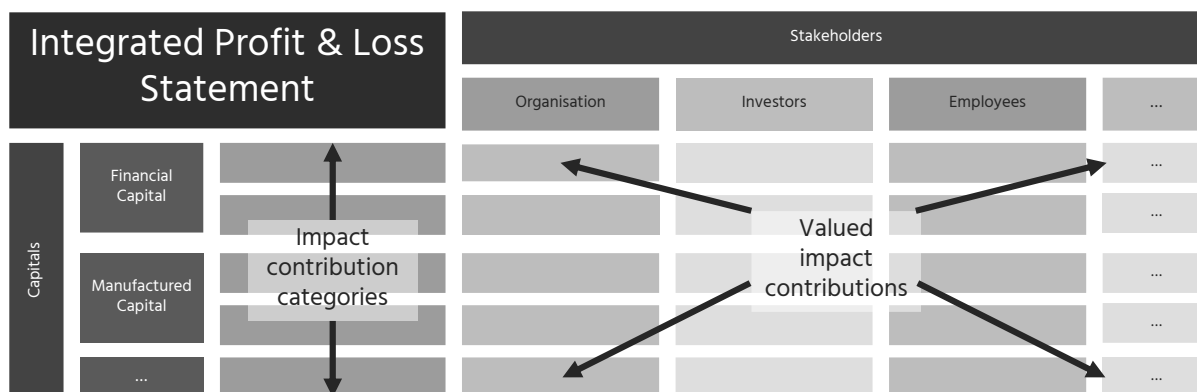 Integrated Profit & Loss
Statement
Stakeholders
Organisation
Investors
Employees
...
Capitals
Financial
Capital
Manufactured
Capital
...
Impact
contribution
categories
Valued
impact
contributions
...
...
...
...
...